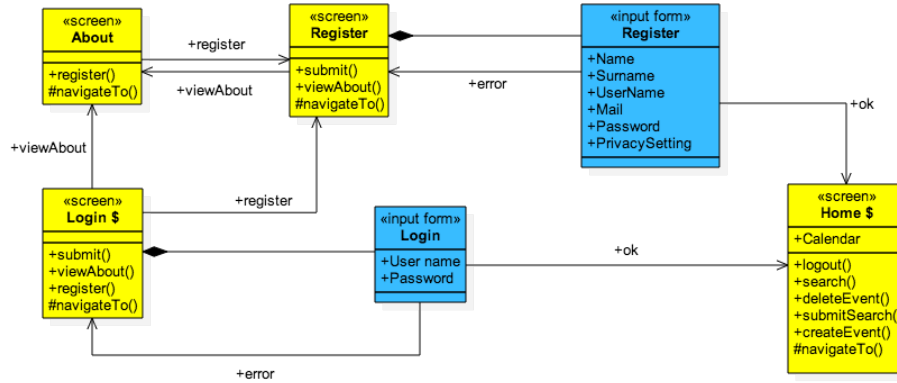 «screen»
About
+register()
#navigateTo()
+register
+viewAbout
«screen»
Register
+submit()
+viewAbout()
#navigateTo()
+error
«input form»
Register
+Name
+Surname
+UserName
+Mail
+Password
+PrivacySetting
+ok
+viewAbout
+register
«screen»
Login $
+submit()
+viewAbout()
+register()
#navigateTo()
«input form»
Login
+User name
+Password
+ok
+error
«screen»
Home $
+Calendar
+logout()
+search()
+deleteEvent()
+submitSearch()
+createEvent()
#navigateTo()